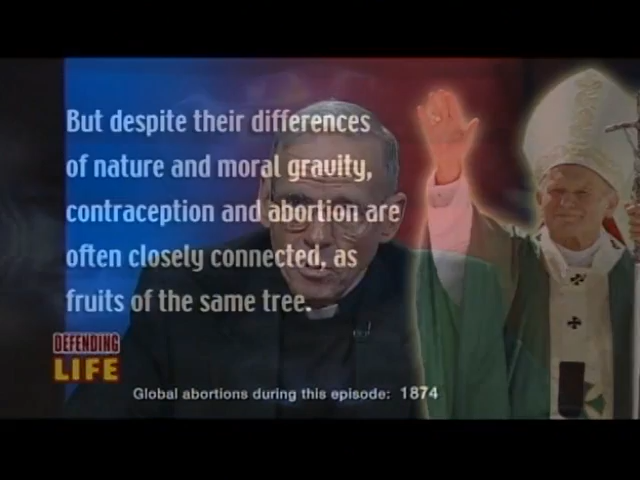 But despite their differences
of nature and moral gravity,
contraception and abortion are
often closely connected, as
fruits of the same tree.
DEFENDING
LIFE
Global abortions during this episode: 1874